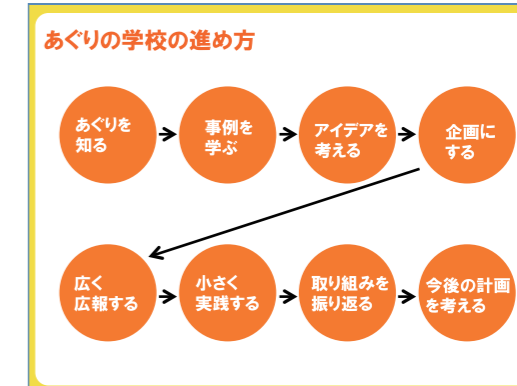 あぐりの学校の進め方
あぐりを
知る
事例を
学ぶ
アイデアを
考える
企画に
する
広く
広報する
小さく
実践する
取り組みを
振り返る
今後の計画
を考える